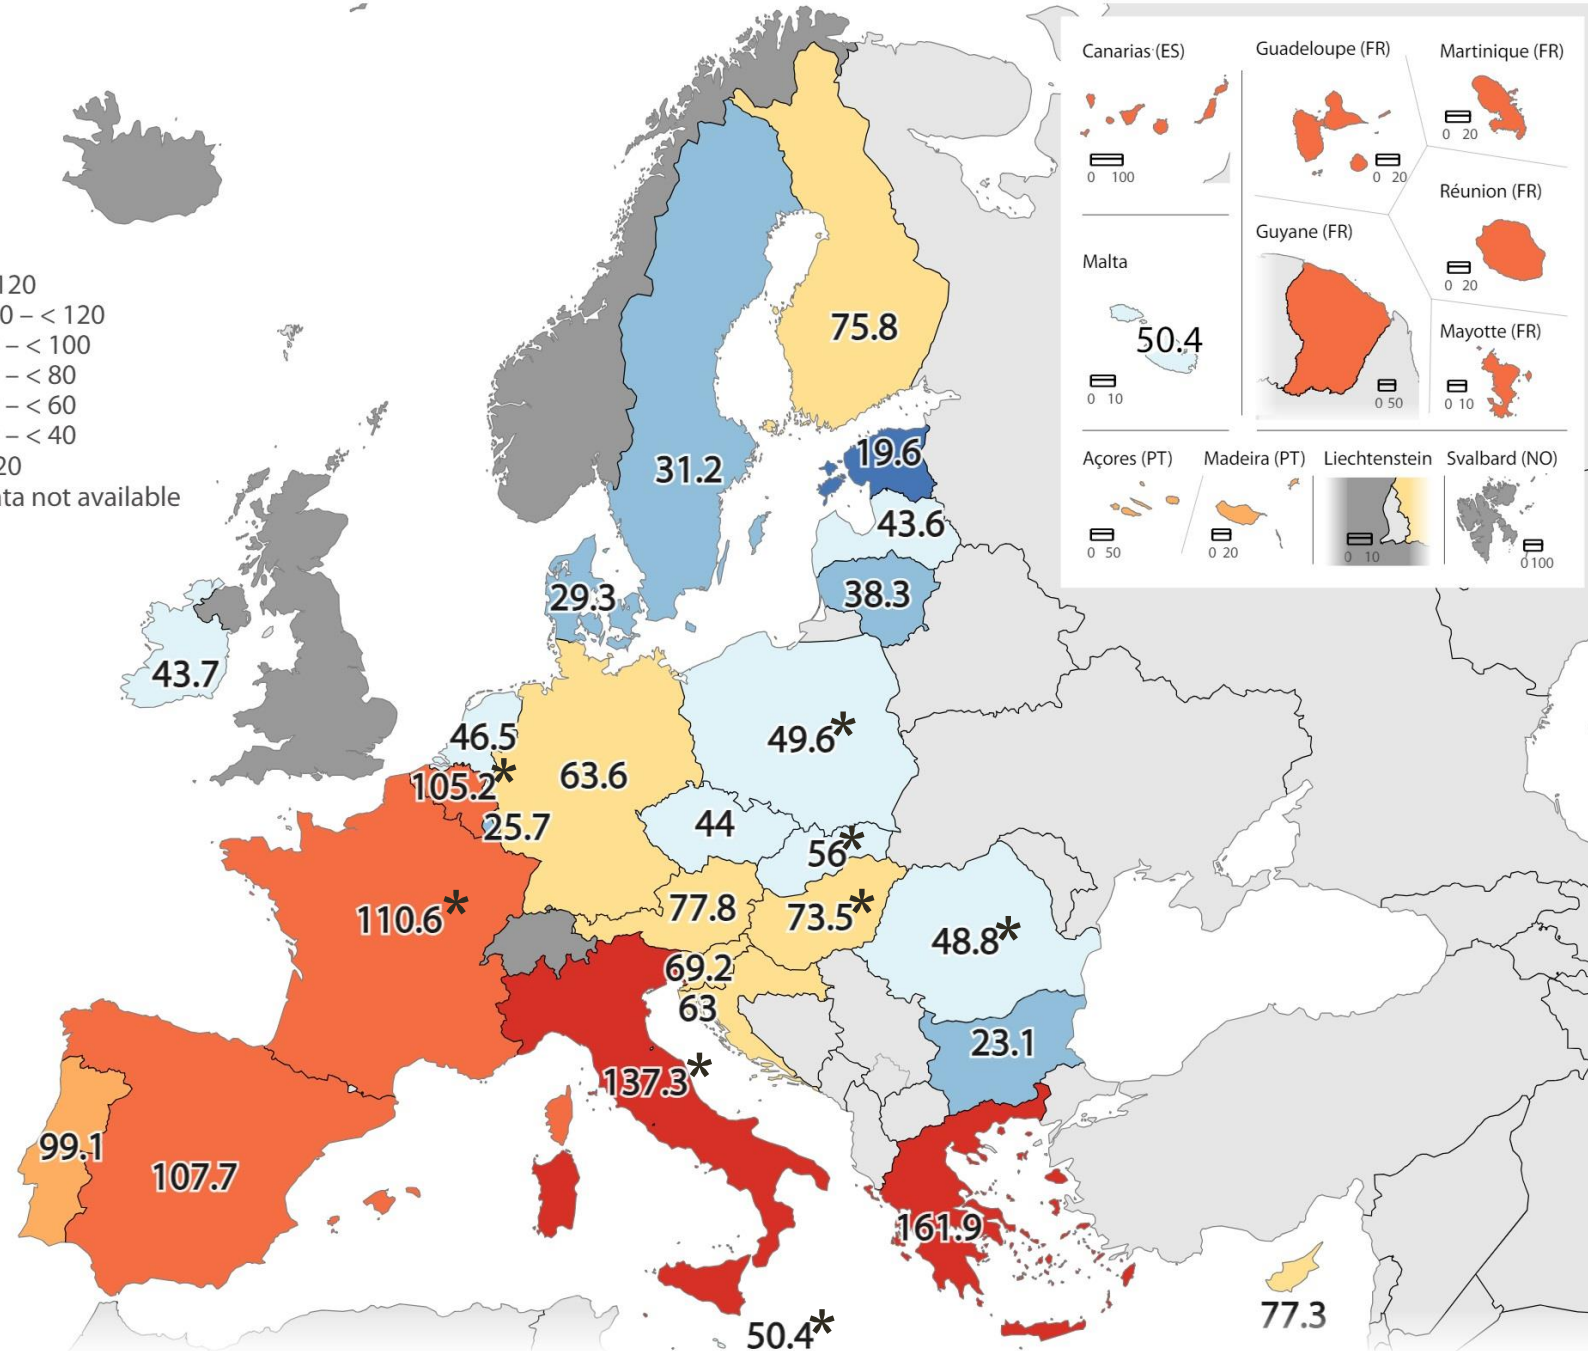 Canarias (ES)
0 100
Guadeloupe (FR)
0 20
Martinique (FR)
0 20
Réunion (FR)
0 20
Guyane (FR)
0 50
Malta
50.4
0 10
Mayotte (FR)
0 10
Açores (PT)
0 50
Madeira (PT)
0 20
Liechtenstein
0 10
Svalbard (NO)
0 100
120
0 – < 120
– < 100
– < 80
– < 60
– < 40
20
ta not available
75.8
31.2
19.6
43.6
38.3
29.3
43.7
46.5
49.6*
105.2*
63.6
25.7
44
56*
110.6*
77.8
73.5*
48.8*
69.2
63
23.1
137.3*
99.1
107.7
161.9
77.3
50.4*